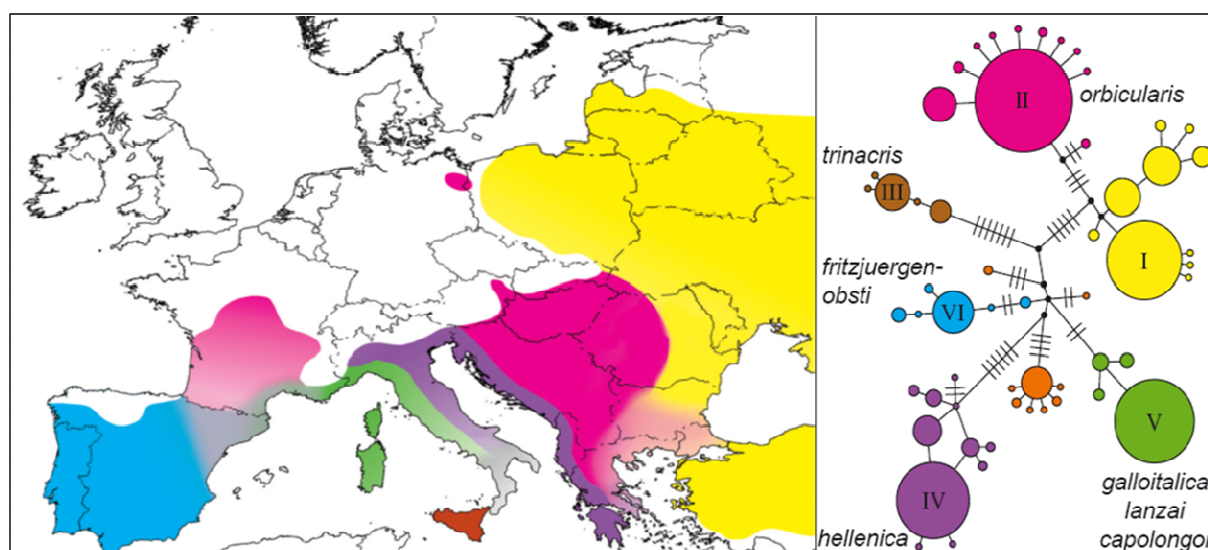 II
orbicularis
trinacris
III
I
fritzjuergen-
obsti
VI
V
IV
galloitalica
lanzai
capolongoi
hellenica